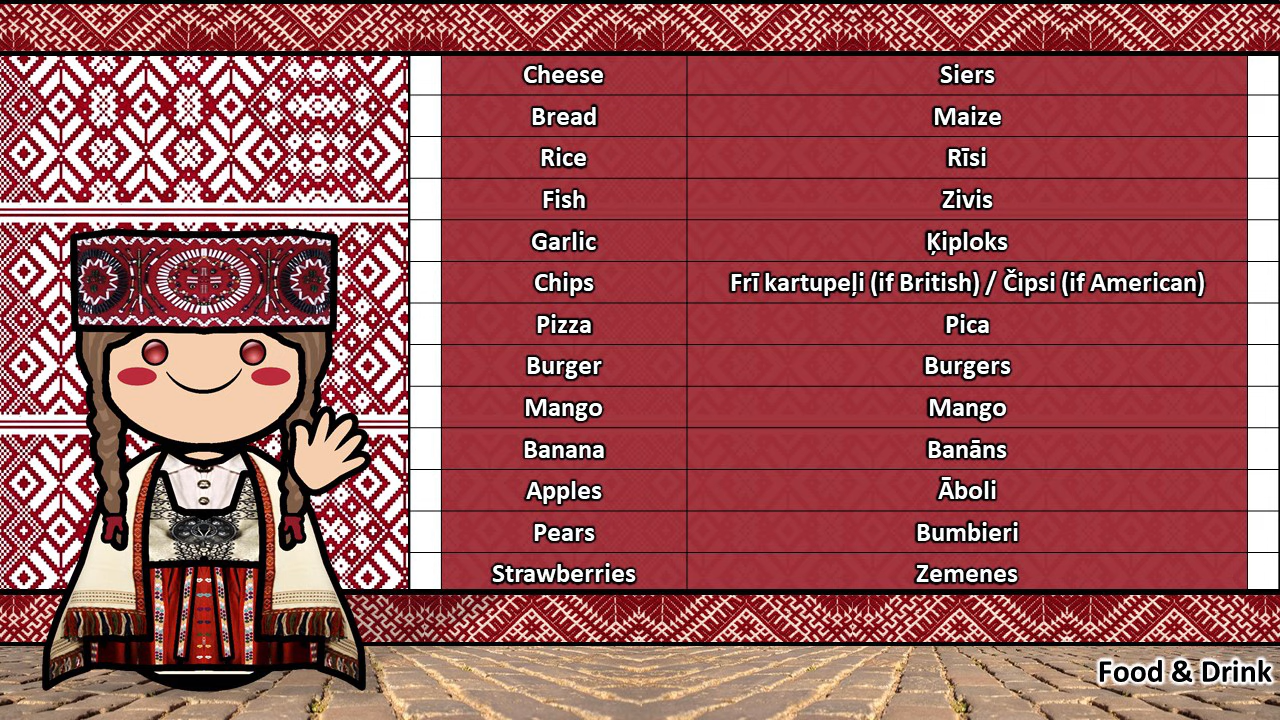 Cheese Siers
Bread Maize
Rice Rīsi
Fish Zivis
Garlic Ķiploks
Chips Frī kartupeļi (if British) / Čipsi (if American)
Pizza Pica
Burger Burgers
Mango Mango
Banana Banāns
Apples Āboli
Pears Bumbieri
Strawberries Zemenes
Food & Drink